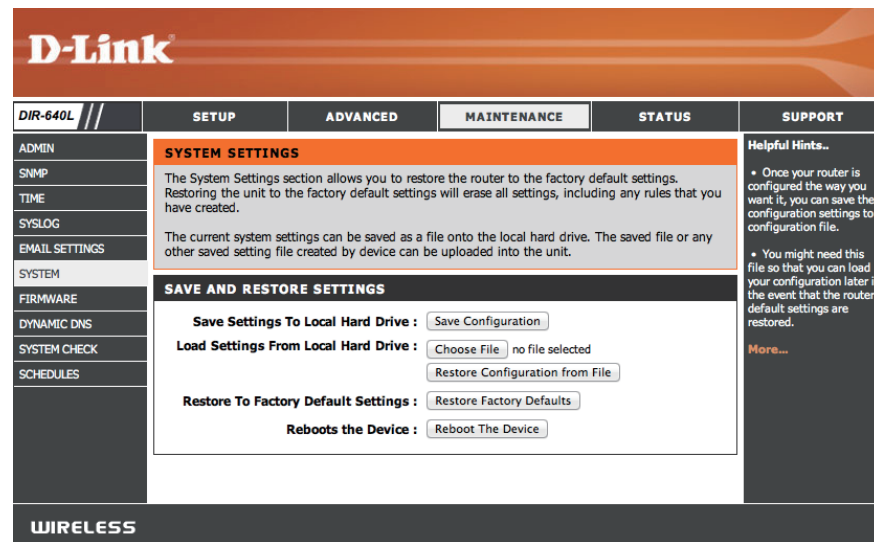 D-Link
DIR-640L
SETUP
ADVANCED
MAINTENANCE
STATUS
SUPPORT
ADMIN
SNMP
TIME
SYSLOG
EMAIL SETTINGS
SYSTEM
FIRMWARE
DYNAMIC DNS
SYSTEM CHECK
SCHEDULES
SYSTEM SETTINGS
The System Settings section allows you to restore the router to the factory default settings.
Restoring the unit to the factory default settings will erase all settings, including any rules that you
have created.
The current system settings can be saved as a file onto the local hard drive. The saved file or any
other saved setting file created by device can be uploaded into the unit.
SAVE AND RESTORE SETTINGS
Save Settings To Local Hard Drive : Save Configuration
Load Settings From Local Hard Drive : Choose File no file selected
Restore Configuration from File
Restore To Factory Default Settings : Restore Factory Defaults
Reboots the Device : Reboot The Device
Helpful Hints..
• Once your router is
configured the way you
want it, you can save the
configuration settings to
configuration file.
• You might need this
file so that you can load
your configuration later i
the event that the router
default settings are
restored.
More...
WIRELESS